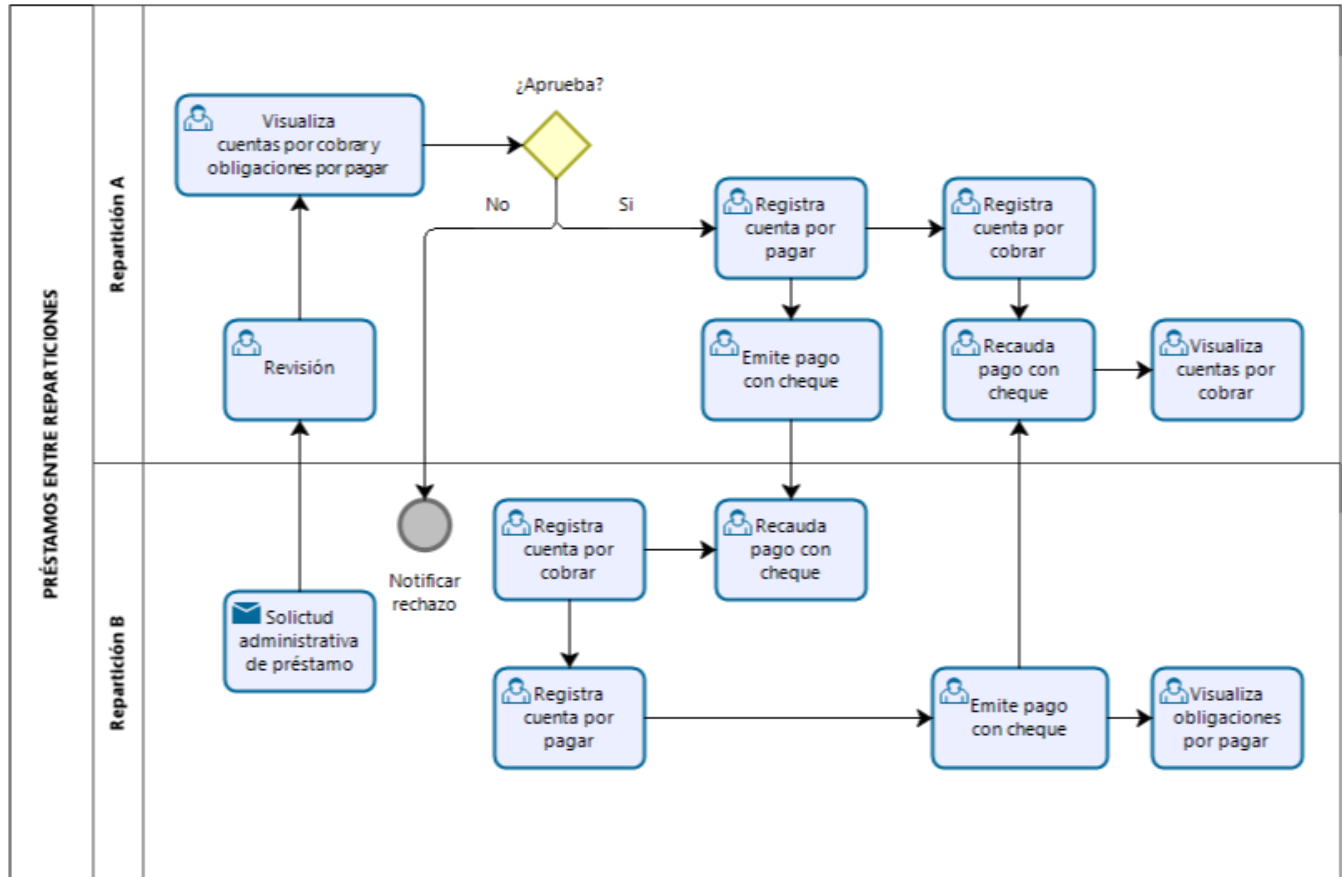 PRÉSTAMOS ENTRE REPARTICIONES
Repartición A
Visualiza
cuentas por cobrar y
obligaciones por pagar
¿Aprueba?
No
Si
Registra
cuenta por
pagar
Registra
cuenta por
cobrar
Revisión
Emite pago
con cheque
Recauda
pago con
cheque
Visualiza
cuentas por
cobrar
Repartición B
Solictud
administrativa
de préstamo
Notificar
rechazo
Registra
cuenta por
cobrar
Recauda
pago con
cheque
Registra
cuenta por
pagar
Emite pago
con cheque
Visualiza
obligaciones
por pagar